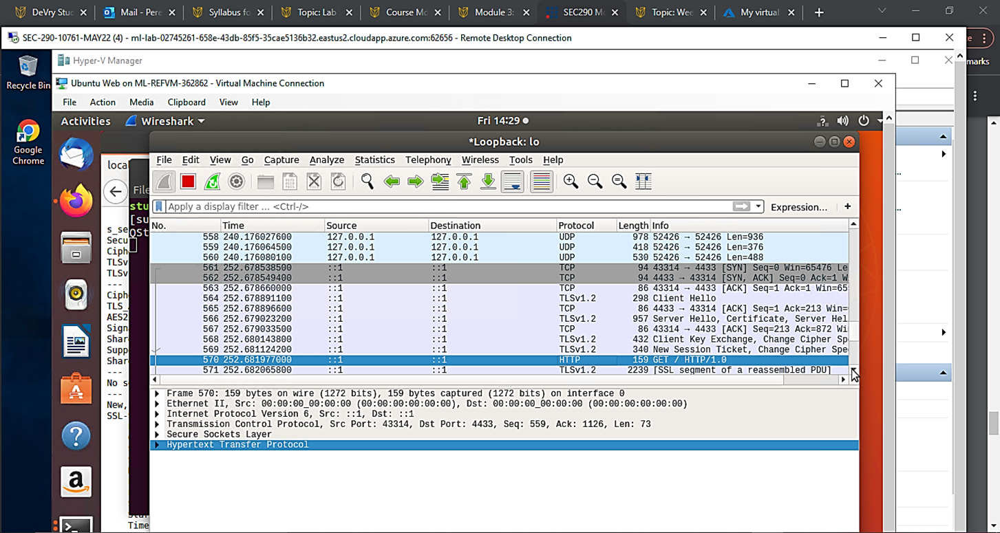 DeVry Stu
Mail - Pere
Syllabus fo
Topic: Lab
Course Mo
Module 3:
SEC290 Mo
Topic: Wee
My virtual
SEC-290-10761-MAY22 (4) - ml-lab-02745261-658e-43db-85f5-35cae5136b32.eastus2.cloudapp.azure.com:62656 - Remote Desktop Connection
Hyper-V Manager
marks
Recycle Bin
Ubuntu Web on ML-REFVM-362862 - Virtual Machine Connection
File Action Media Clipboard View Help
Activities Wireshark Fri 14:29
Google
Chrome
*Loopback: lo
File Edit View Go Capture Analyze Statistics Telephony Wireless Tools Help
loca
File
stu
[su
QSt
Apply a display filter ... <Ctrl-/> Expression... +
No. Time Source Destination Protocol Length Info
558 240.176027600 127.0.0.1 127.0.0.1 UDP 978 52426 → 52426 Len=936
559 240.176064500 127.0.0.1 127.0.0.1 UDP 418 52426 → 52426 Len=376
560 240.176080100 127.0.0.1 127.0.0.1 UDP 530 52426 → 52426 Len=488
561 252.678538500 ::1 ::1 TCP 94 43314 → 4433 [SYN] Seq=0 Win=65476 Le
562 252.678549400 ::1 ::1 TCP 94 4433 → 43314 [SYN, ACK] Seq=0 Ack=1 W
563 252.678660000 ::1 ::1 TCP 86 43314 → 4433 [ACK] Seq=1 Ack=1 Win=65
564 252.678891100 ::1 ::1 TLSv1.2 298 Client Hello
565 252.678896600 ::1 ::1 TCP 86 4433 → 43314 [ACK] Seq=1 Ack=213 Win=
566 252.679023200 ::1 ::1 TLSv1.2 957 Server Hello, Certificate, Server Hel
567 252.679033500 ::1 ::1 TCP 86 43314 → 4433 [ACK] Seq=213 Ack=872 Wi
568 252.680143800 ::1 ::1 TLSv1.2 432 Client Key Exchange, Change Cipher Spe
569 252.681124200 ::1 ::1 TLSv1.2 340 New Session Ticket, Change Cipher Spe
570 252.681977000 ::1 ::1 HTTP 159 GET / HTTP/1.0
571 252.682065800 ::1 ::1 TLSv1.2 2239 [SSL segment of a reassembled PDU]
s_se
Secu
Ciph
TLSv
TLSv
---
Ciph
TLS_
AES2
Sign
Shar
Supp
Shar
---
No s
---
New,
SSL-
Time
Frame 570: 159 bytes on wire (1272 bits), 159 bytes captured (1272 bits) on interface 0
Ethernet II, Src: 00:00:00_00:00:00 (00:00:00:00:00:00), Dst: 00:00:00_00:00:00 (00:00:00:00:00:00)
Internet Protocol Version 6, Src: ::1, Dst: ::1
Transmission Control Protocol, Src Port: 43314, Dst Port: 4433, Seq: 559, Ack: 1126, Len: 73
Secure Sockets Layer
Hypertext Transfer Protocol